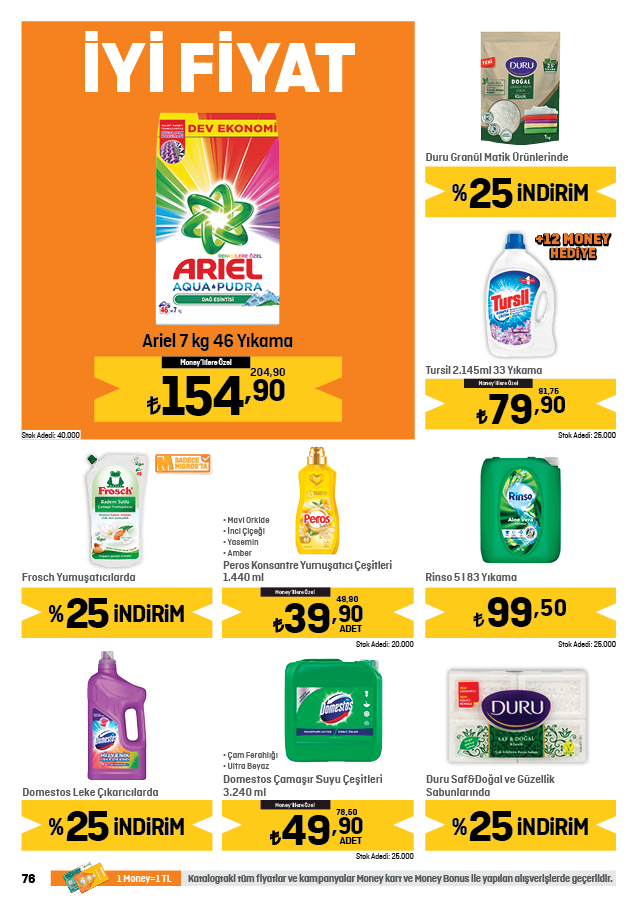 İYİ FİYAT
DEV EKONOMİ
RENKLİLERE ÖZEL
ARIEL
AQUA PUDRA
DAĞ ESİNTİSİ
46 7 kg
Ariel 7 kg 46 Yıkama
Money'lilere Özel
204,90
₺154,90
Stok Adedi: 40.000
YENİ
DURU
DOĞAL
Klasik
1 kg
Duru Granül Matik Ürünlerinde
%25 İNDİRİM
+12 MONEY
HEDİYE
Tursil
Tursil 2.145ml 33 Yıkama
Money'lilere Özel
91,75
₺79,90
Stok Adedi: 25.000
Frosch
Badem Sütlü
Çamaşır Yumuşatıcısı
SADECE
MİGROS'TA
Frosch Yumuşatıcılarda
%25 İNDİRİM
Peros
• Mavi Orkide
• İnci Çiçeği
• Yasemin
• Amber
Peros Konsantre Yumuşatıcı Çeşitleri
1.440 ml
Money'lilere Özel
49,90
₺39,90
ADET
Stok Adedi: 20.000
Rinso
Aloe Vera
Rinso 5 l 83 Yıkama
₺99,50
Stok Adedi: 25.000
Domestos
Domestos Leke Çıkarıcılarda
%25 İNDİRİM
Domestos
• Çam Ferahlığı
• Ultra Beyaz
Domestos Çamaşır Suyu Çeşitleri
3.240 ml
Money'lilere Özel
78,50
₺49,90
ADET
Stok Adedi: 25.000
DURU
SAF & DOĞAL
Klasik
Duru Saf&Doğal ve Güzellik
Sabunlarında
%25 İNDİRİM
76
1 Money=1 TL
Katalogtaki tüm fiyatlar ve kampanyalar Money kart ve Money Bonus ile yapılan alışverişlerde geçerlidir.